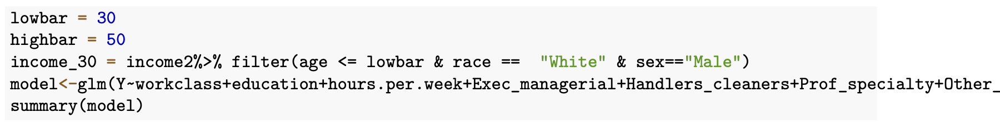 lowbar = 30
highbar = 50
income_30 = income2%>% filter(age <= lowbar & race ==  "White" & sex=="Male")
model<-glm(Y~workclass+education+hours.per.week+Exec_managerial+Handlers_cleaners+Prof_specialty+Other_
summary(model)